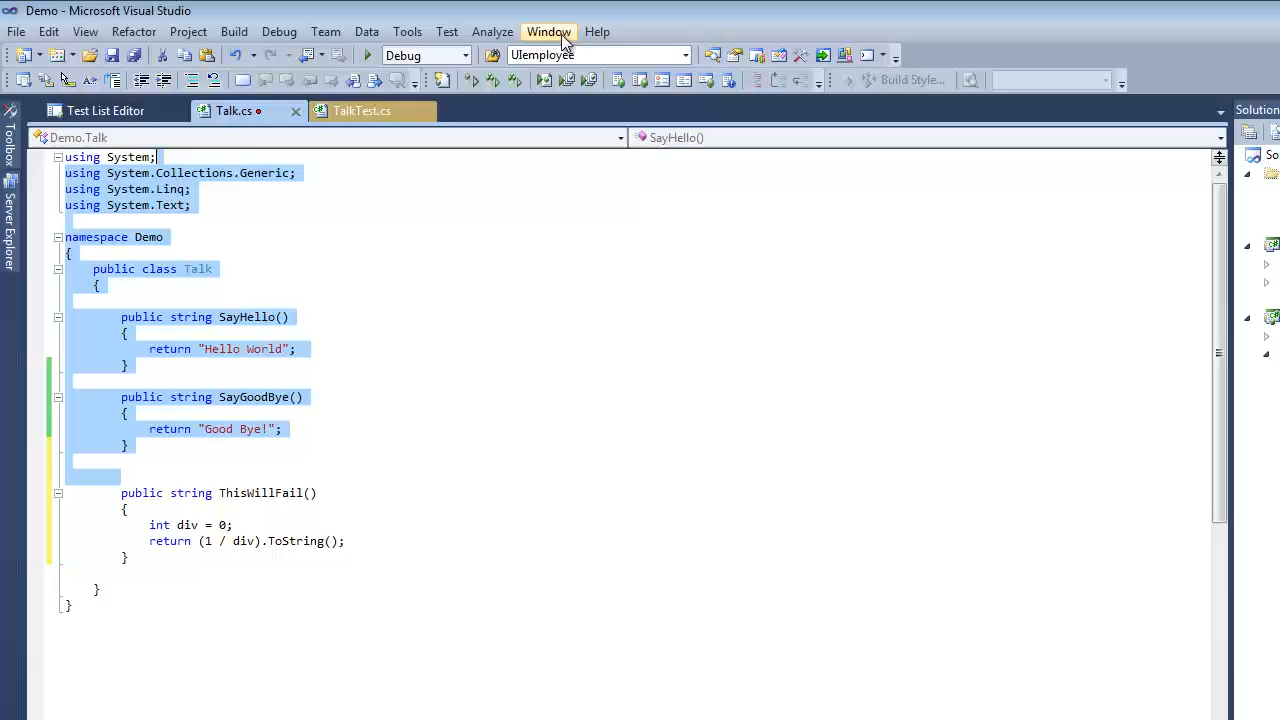 Demo - Microsoft Visual Studio
File Edit View Refactor Project Build Debug Team Data Tools Test Analyze Window Help
Debug UIemployee
Build Style...
Test List Editor Talk.cs TalkTest.cs Solution
Demo.Talk SayHello()
Toolbox
Server Explorer
So
using System;
using System.Collections.Generic;
using System.Linq;
using System.Text;
namespace Demo
{
public class Talk
{
public string SayHello()
{
return "Hello World";
}
public string SayGoodBye()
{
return "Good Bye!";
}
public string ThisWillFail()
{
int div = 0;
return (1 / div).ToString();
}
}
}